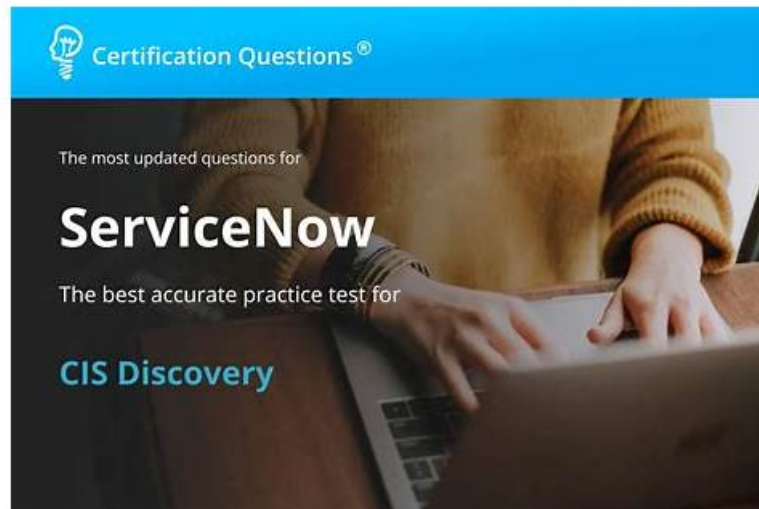 Certification Questions®
The most updated questions for
ServiceNow
The best accurate practice test for
CIS Discovery